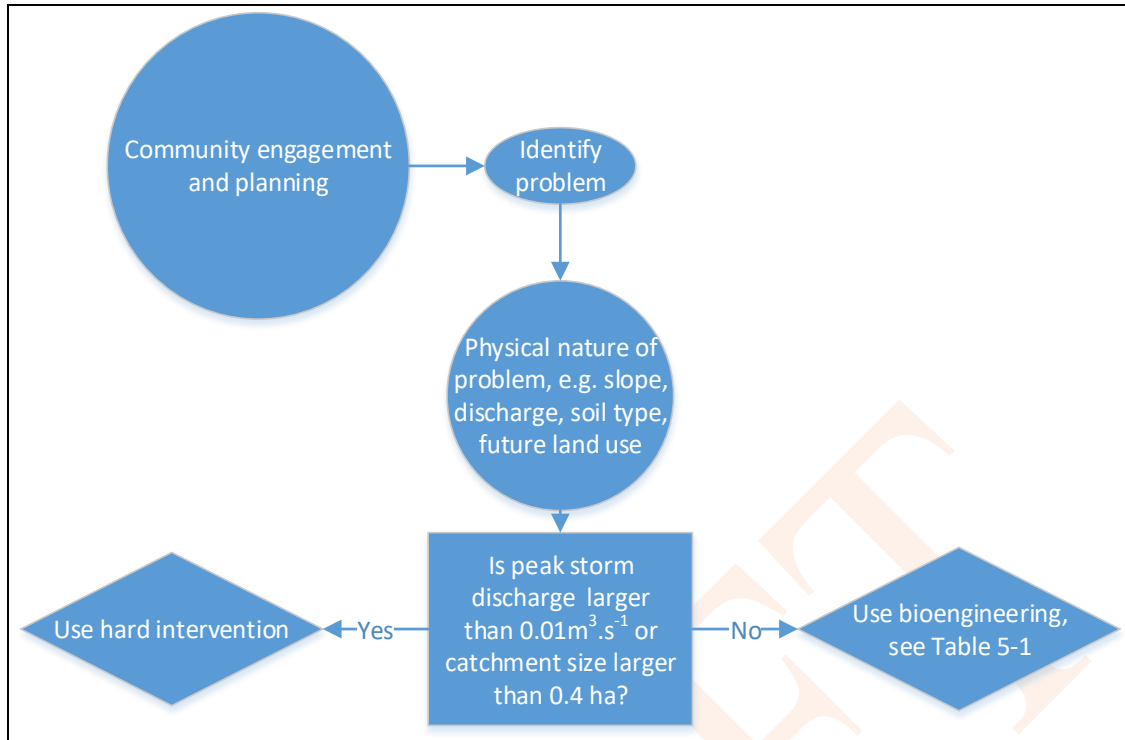 Community engagement
and planning
Identify
problem
Physical nature of
problem, e.g. slope,
discharge, soil type,
future land use
Is peak storm
discharge larger
than 0.01m³.s⁻¹ or
catchment size larger
than 0.4 ha?
Yes
Use hard intervention
No
Use bioengineering,
see Table 5-1